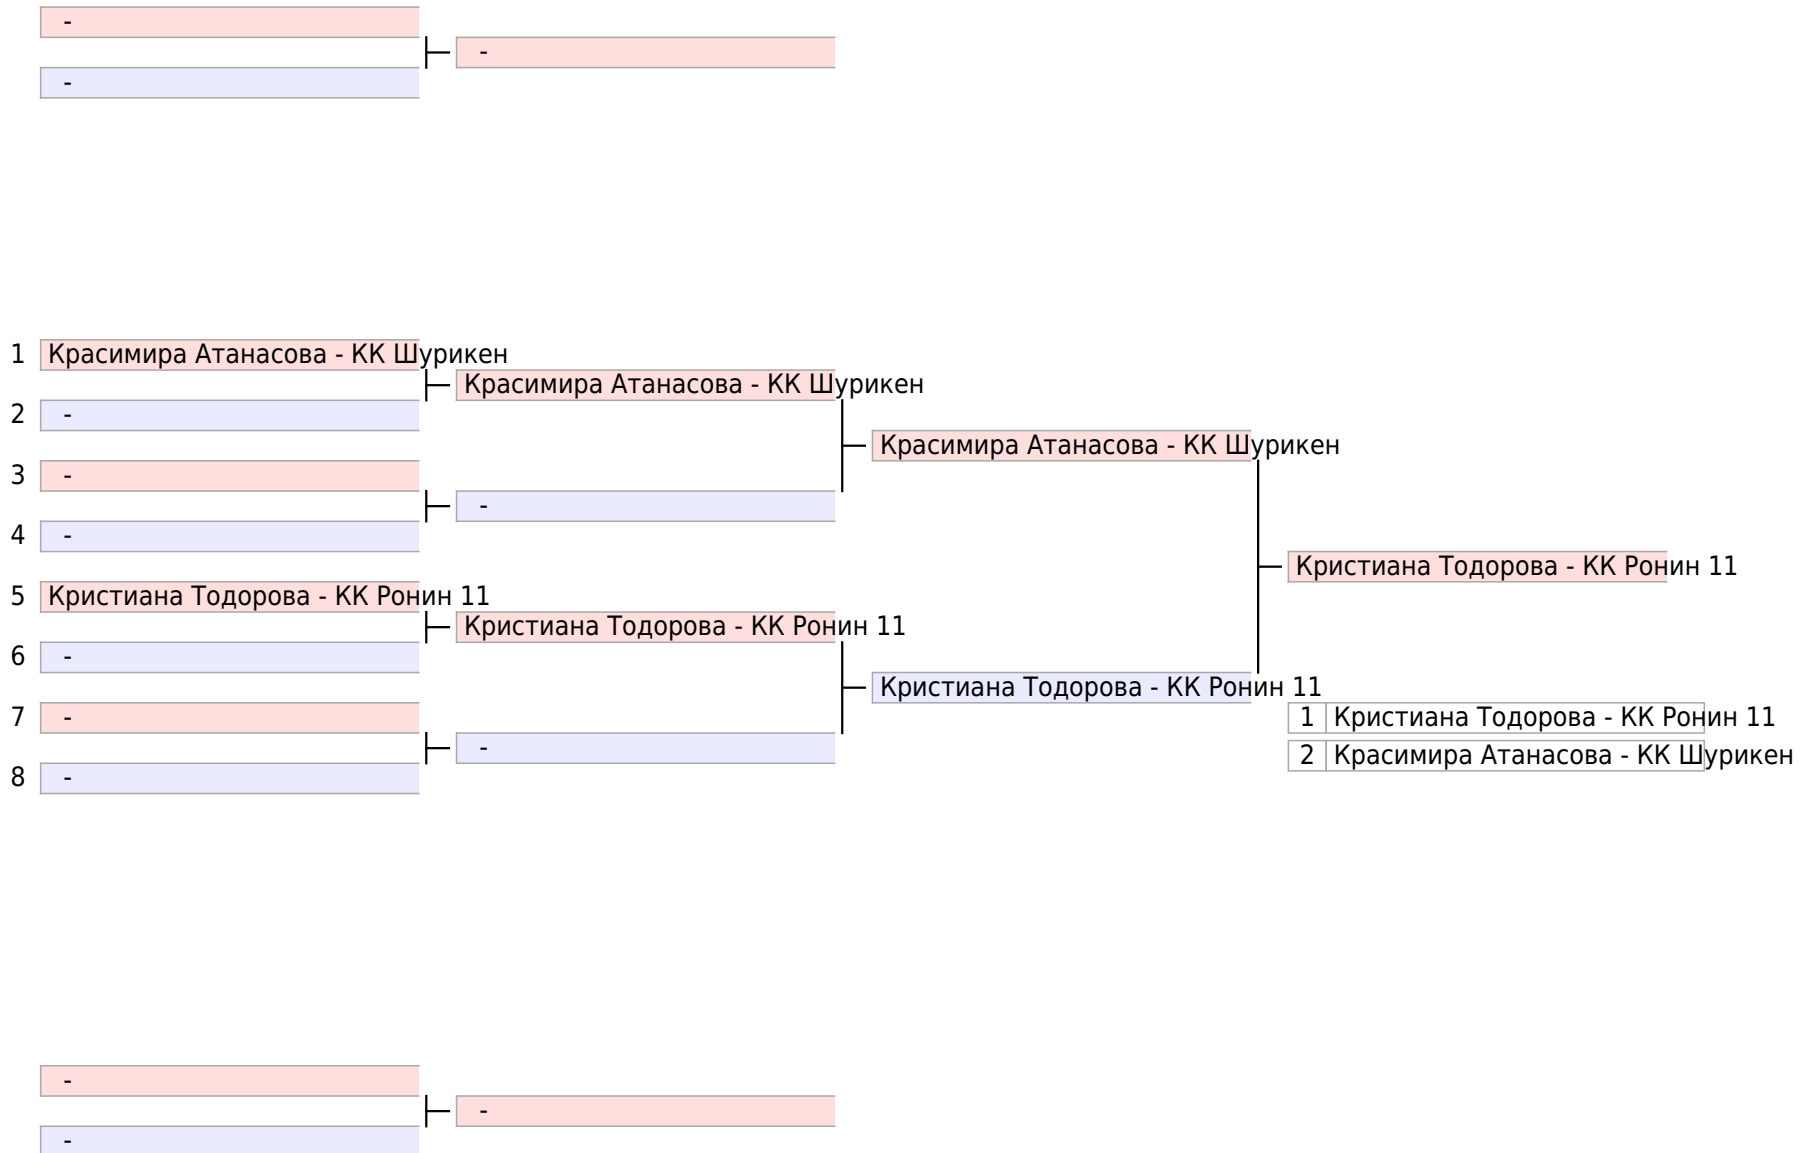 -
-
-
1 Красимира Атанасова - КК Шурикен
Красимира Атанасова - КК Шурикен
2 -
Красимира Атанасова - КК Шурикен
3 -
-
4 -
Кристиана Тодорова - КК Ронин 11
5 Кристиана Тодорова - КК Ронин 11
Кристиана Тодорова - КК Ронин 11
6 -
Кристиана Тодорова - КК Ронин 11
7 -
1 Кристиана Тодорова - КК Ронин 11
-
2 Красимира Атанасова - КК Шурикен
8 -
-
-
-